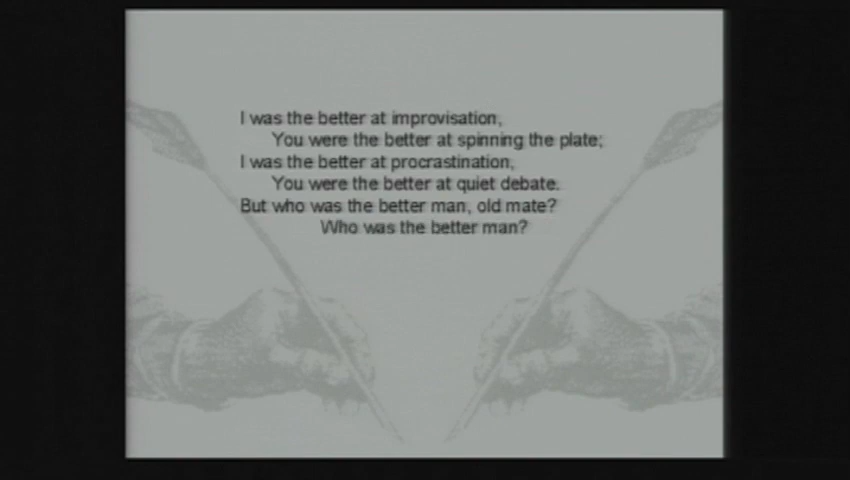 I was the better at improvisation,
You were the better at spinning the plate;
I was the better at procrastination,
You were the better at quiet debate.
But who was the better man, old mate?
Who was the better man?